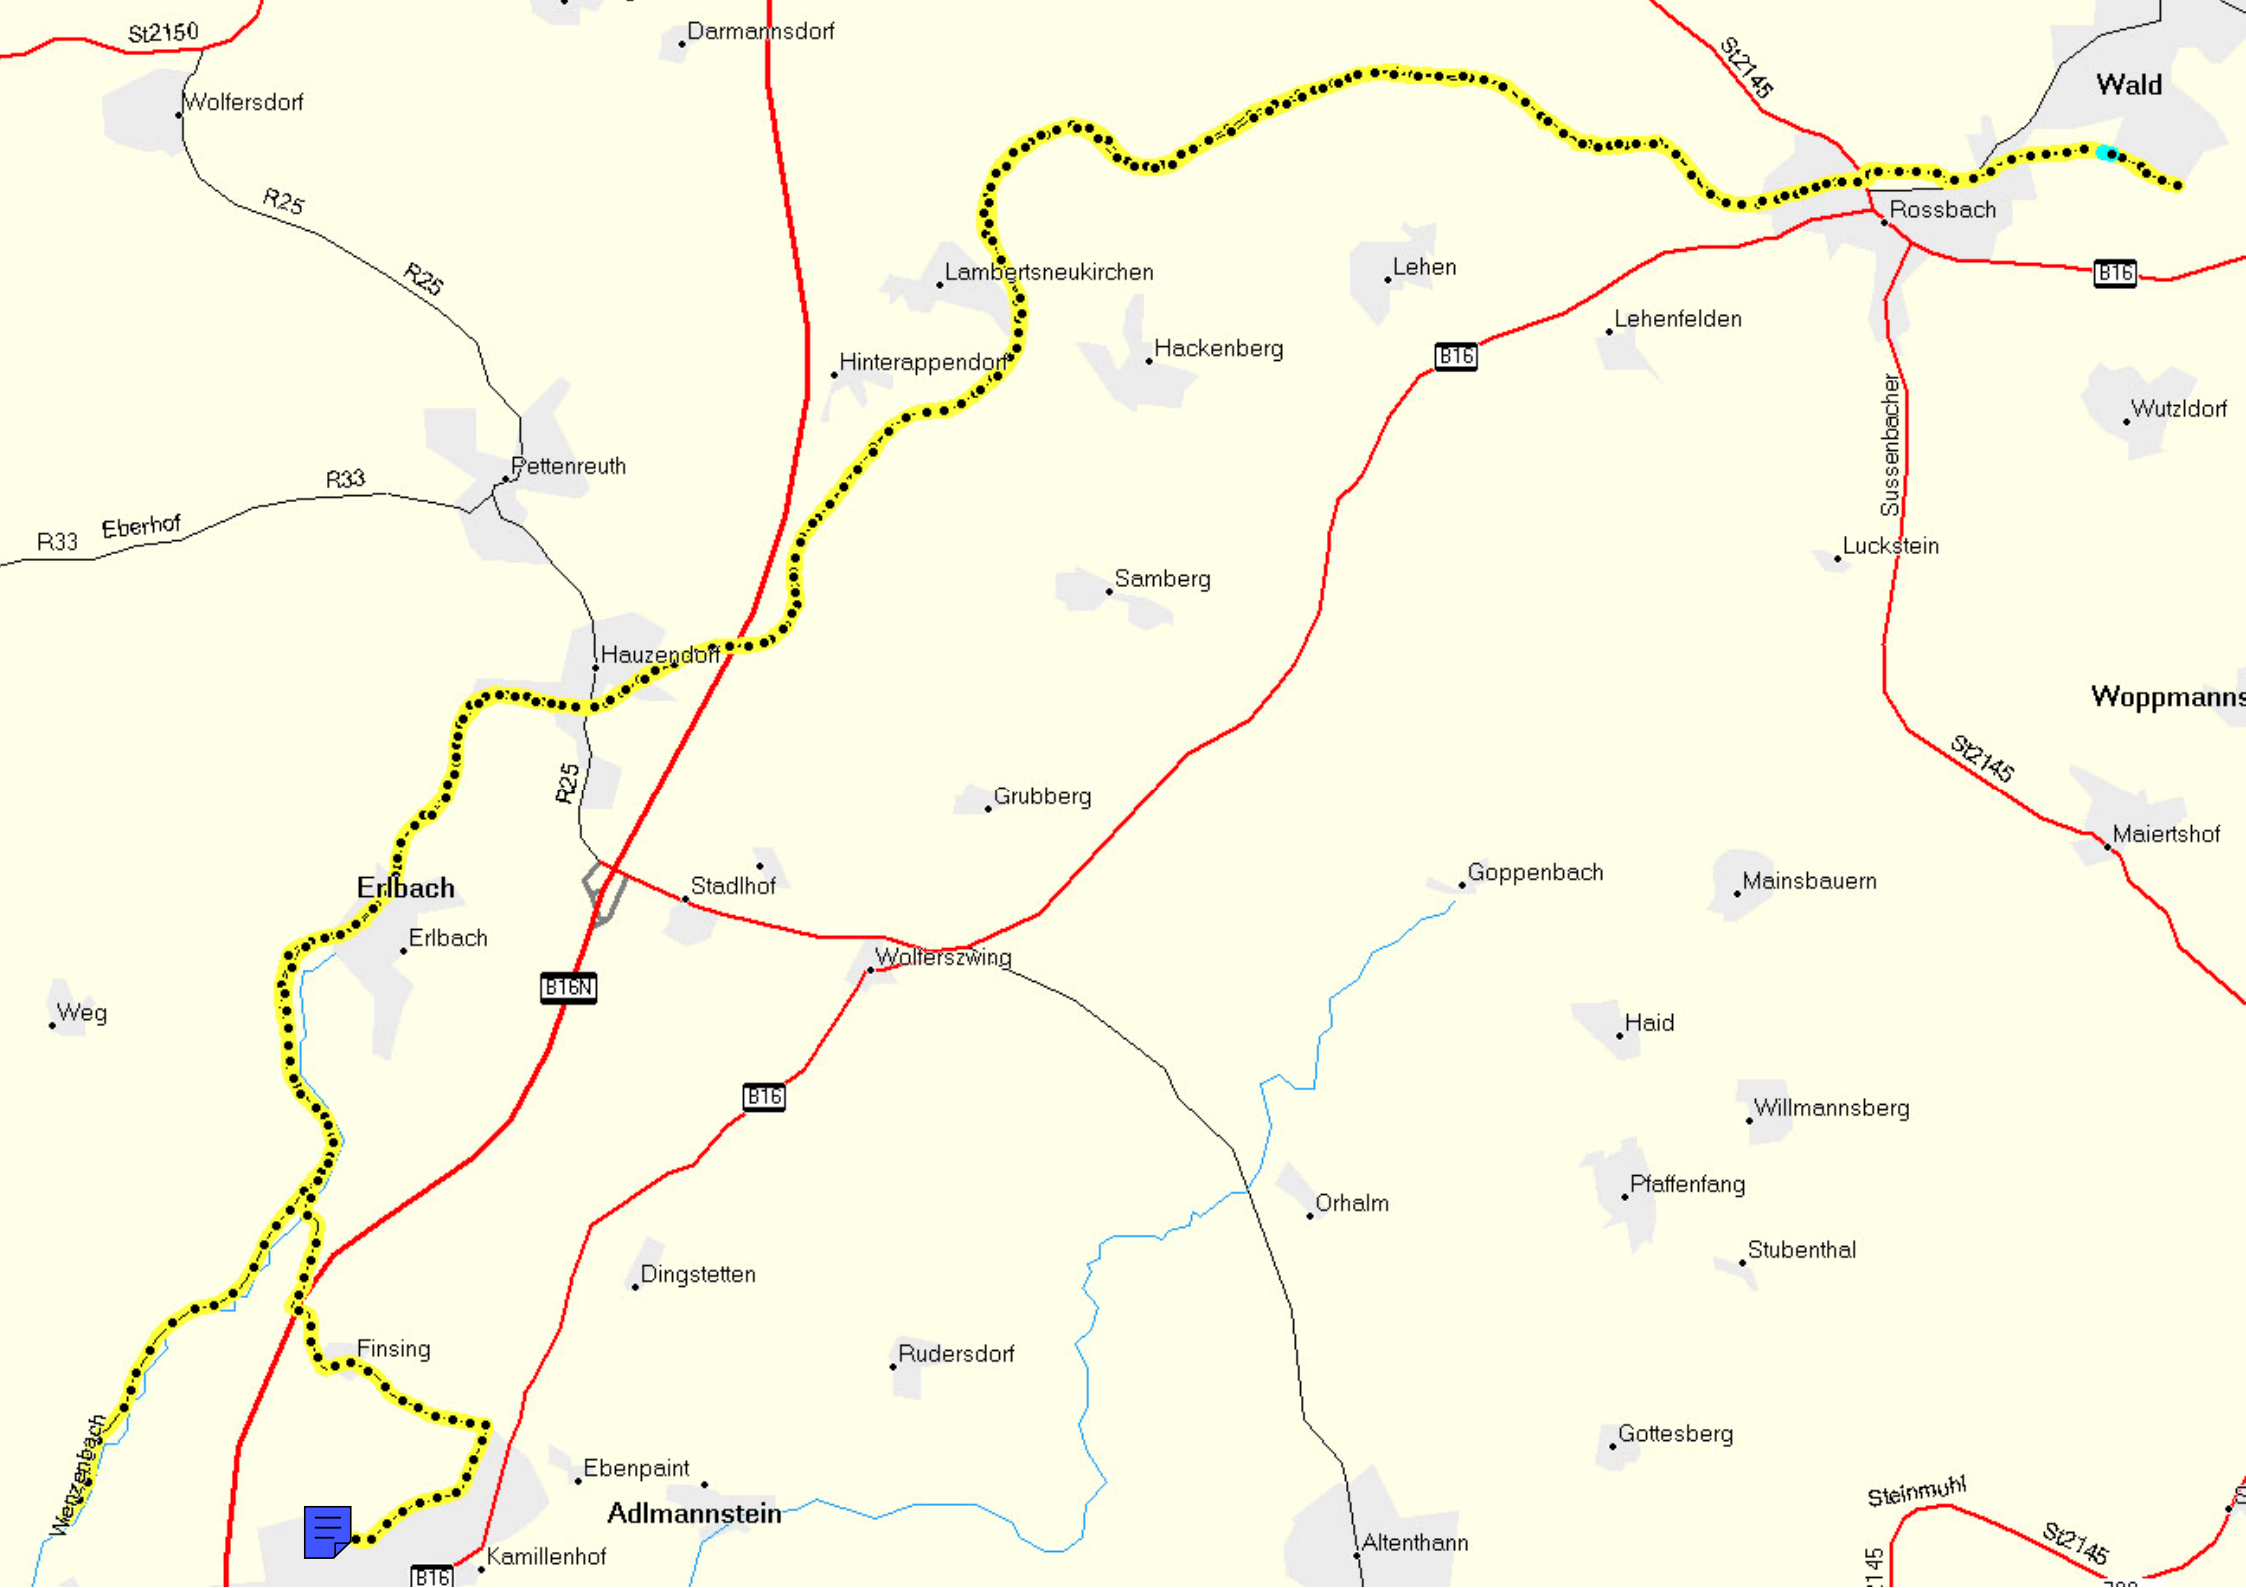 St2150
Darmannsdorf
St2145
Wald
Wolfersdorf
R25
Rossbach
R25
Lambertsneukirchen
Lehen
B16
Lehenfelden
Hackenberg
B16
Hinterappendorf
Sussenbacher
Wutzldorf
Pettenreuth
R33
Eberhof
R33
Luckstein
Samberg
Hauzendorf
Woppmanns
St2145
R25
Grubberg
Maiertshof
Goppenbach
Mainsbauern
Erlbach
Stadlhof
Erlbach
Wolferszwing
B16N
Weg
Haid
B16
Willmannsberg
Pfaffenfang
Orhalm
Stubenthal
Dingstetten
Finsing
Rudersdorf
Gottesberg
Wenzenbach
Ebenpaint
Adlmannstein
Steinmuhl
St2145
Altenthann
Kamillenhof
B16
2145